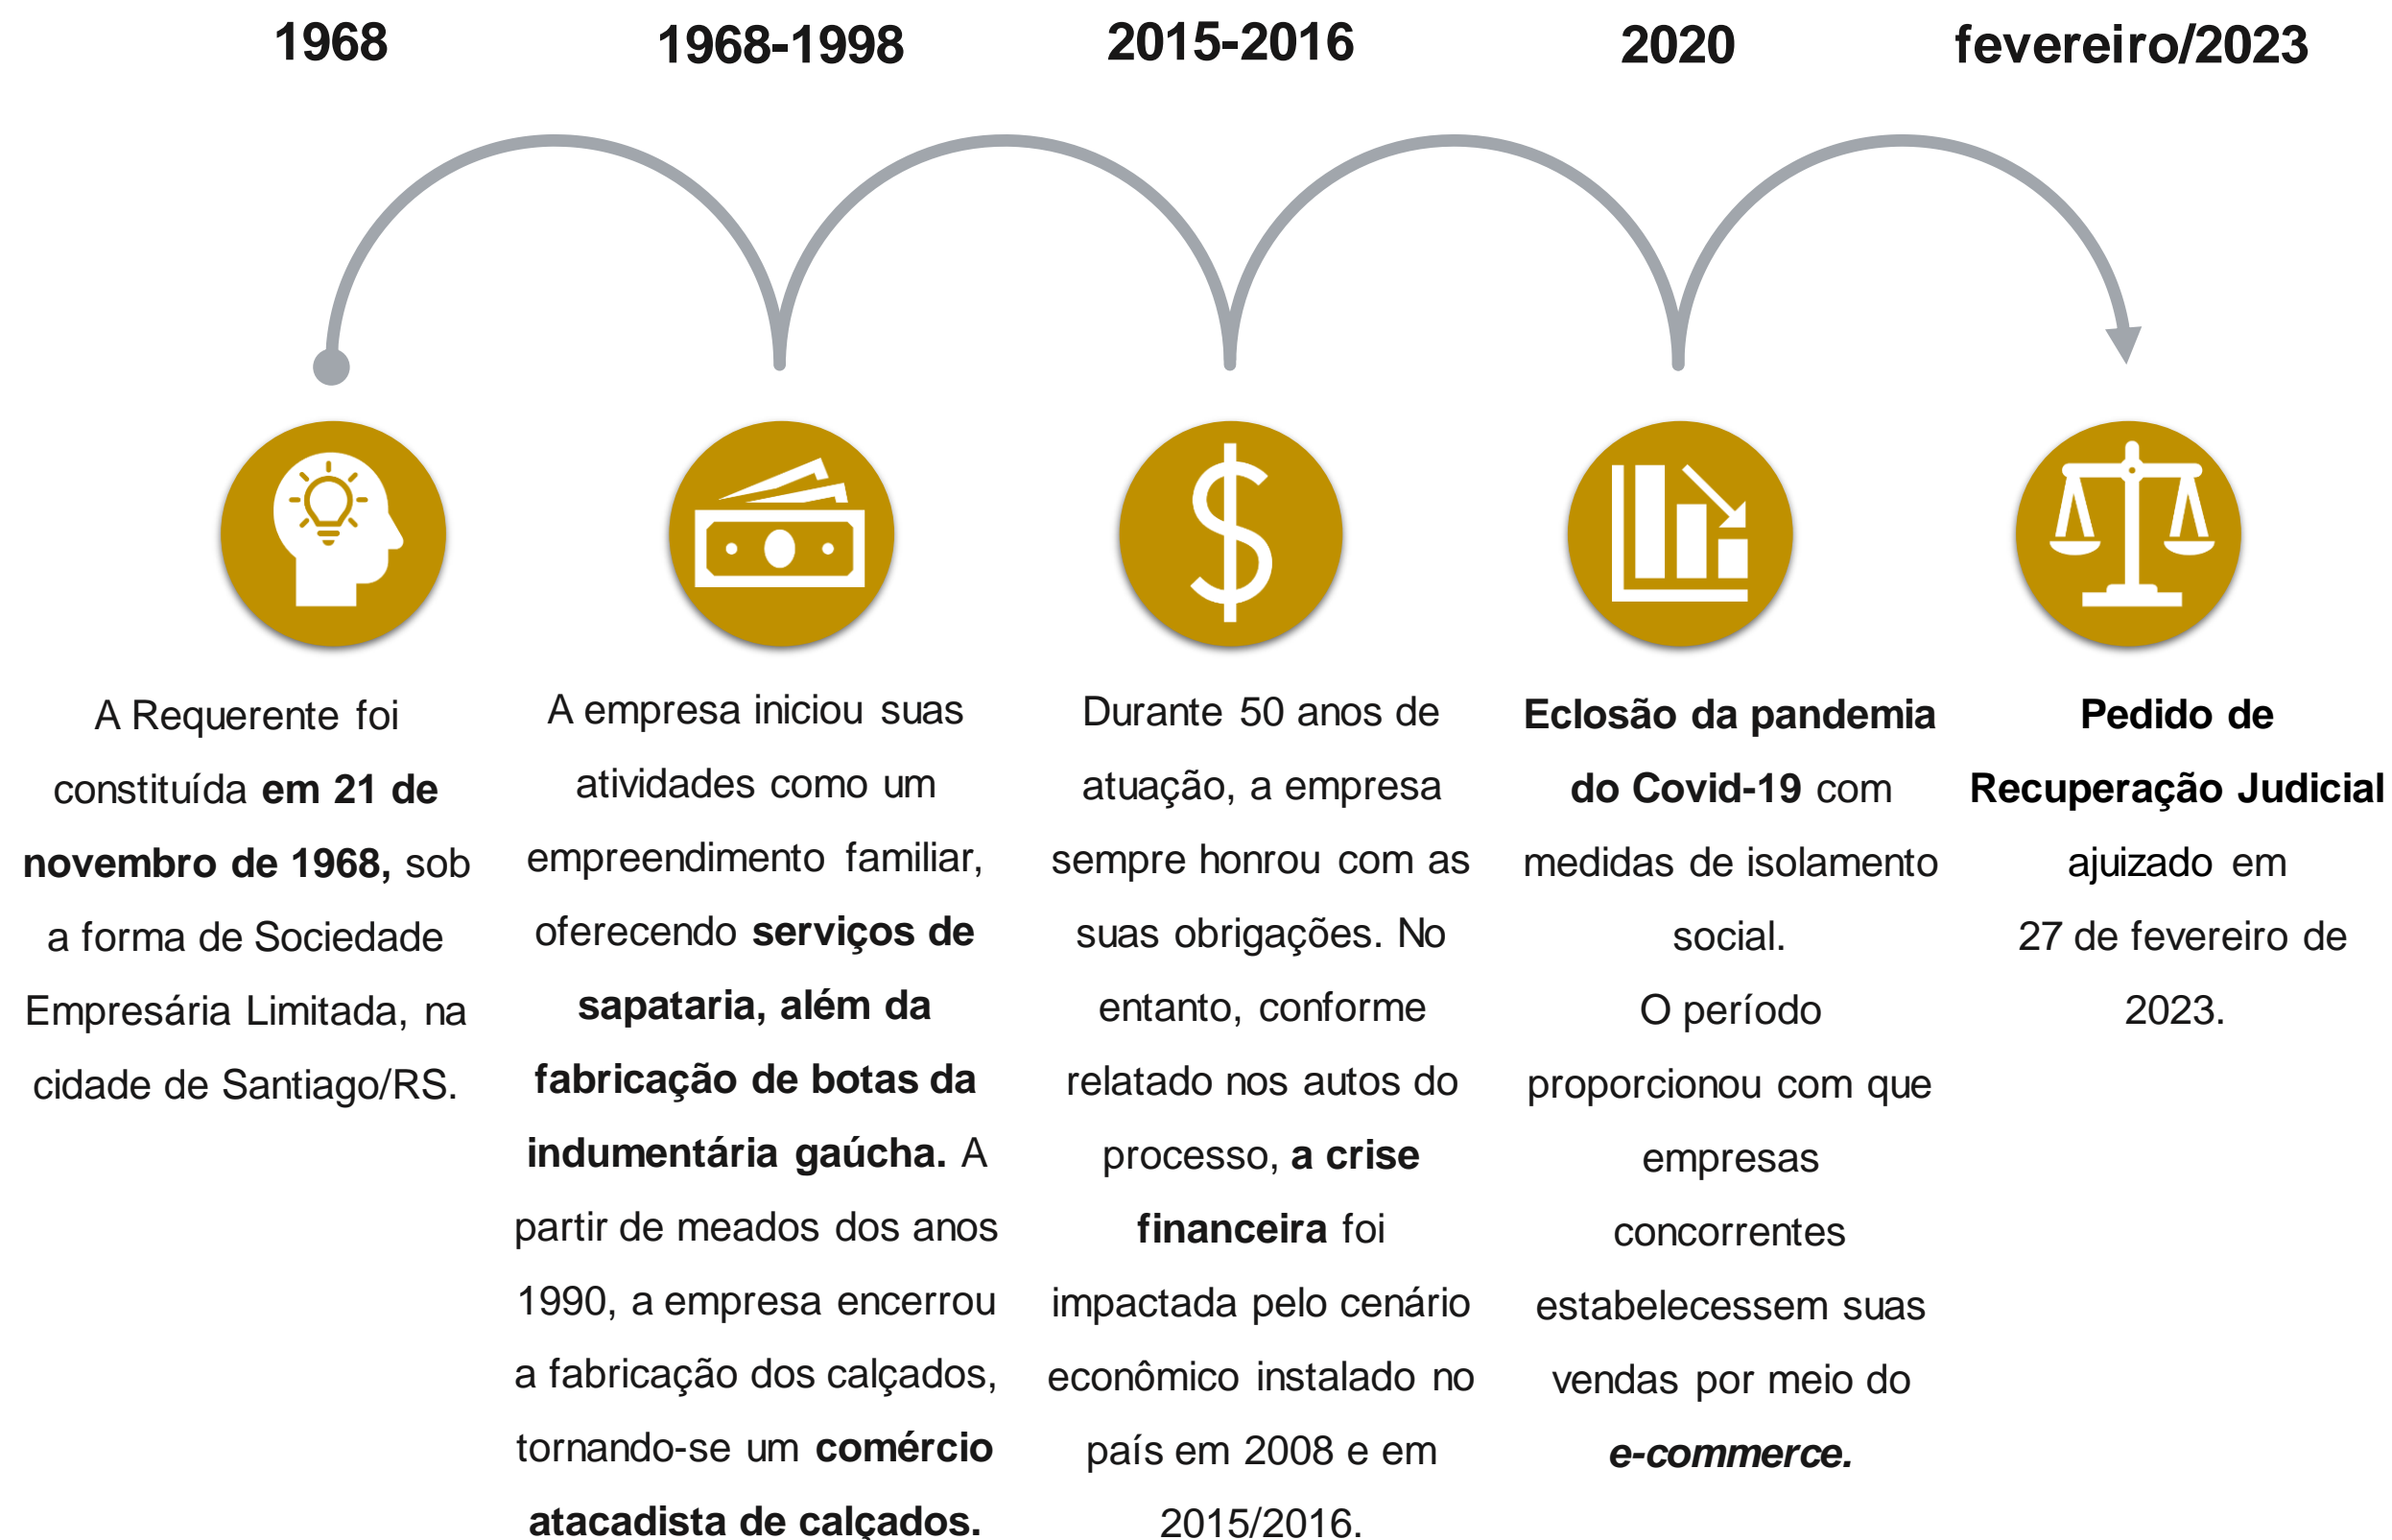 1968
A Requerente foi
constituída em 21 de
novembro de 1968, sob
a forma de Sociedade
Empresária Limitada, na
cidade de Santiago/RS.
1968-1998
A empresa iniciou suas
atividades como um
empreendimento familiar,
oferecendo serviços de
sapataria, além da
fabricação de botas da
indumentária gaúcha. A
partir de meados dos anos
1990, a empresa encerrou
a fabricação dos calçados,
tornando-se um comércio
atacadista de calçados.
2015-2016
Durante 50 anos de
atuação, a empresa
sempre honrou com as
suas obrigações. No
entanto, conforme
relatado nos autos do
processo, a crise
financeira foi
impactada pelo cenário
econômico instalado no
país em 2008 e em
2015/2016.
2020
Eclosão da pandemia
do Covid-19 com
medidas de isolamento
social.
O período
proporcionou com que
empresas
concorrentes
estabelecessem suas
vendas por meio do
e-commerce.
fevereiro/2023
Pedido de
Recuperação Judicial
ajuizado em
27 de fevereiro de
2023.